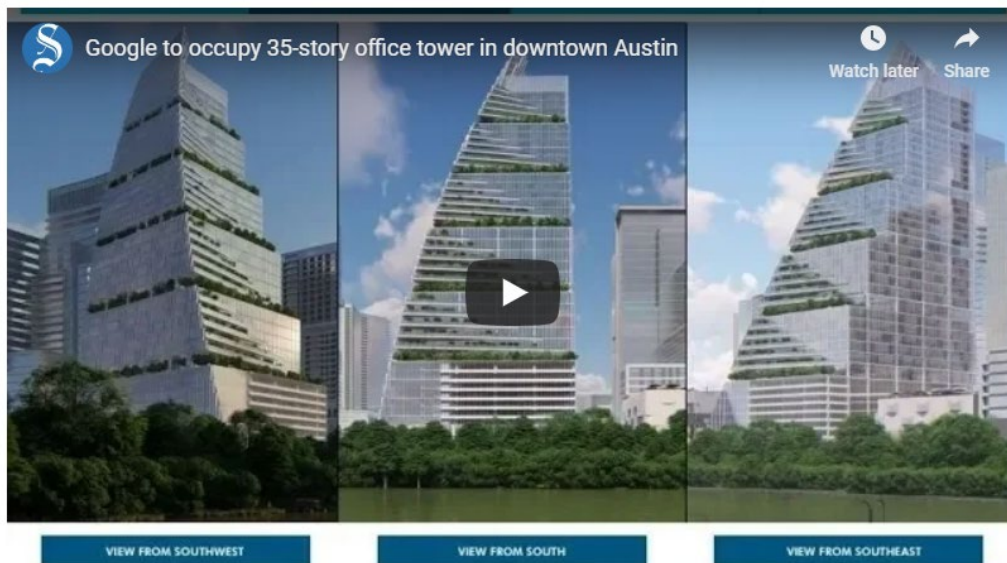 S
Google to occupy 35-story office tower in downtown Austin
Watch later
Share
VIEW FROM SOUTHWEST
VIEW FROM SOUTH
VIEW FROM SOUTHEAST